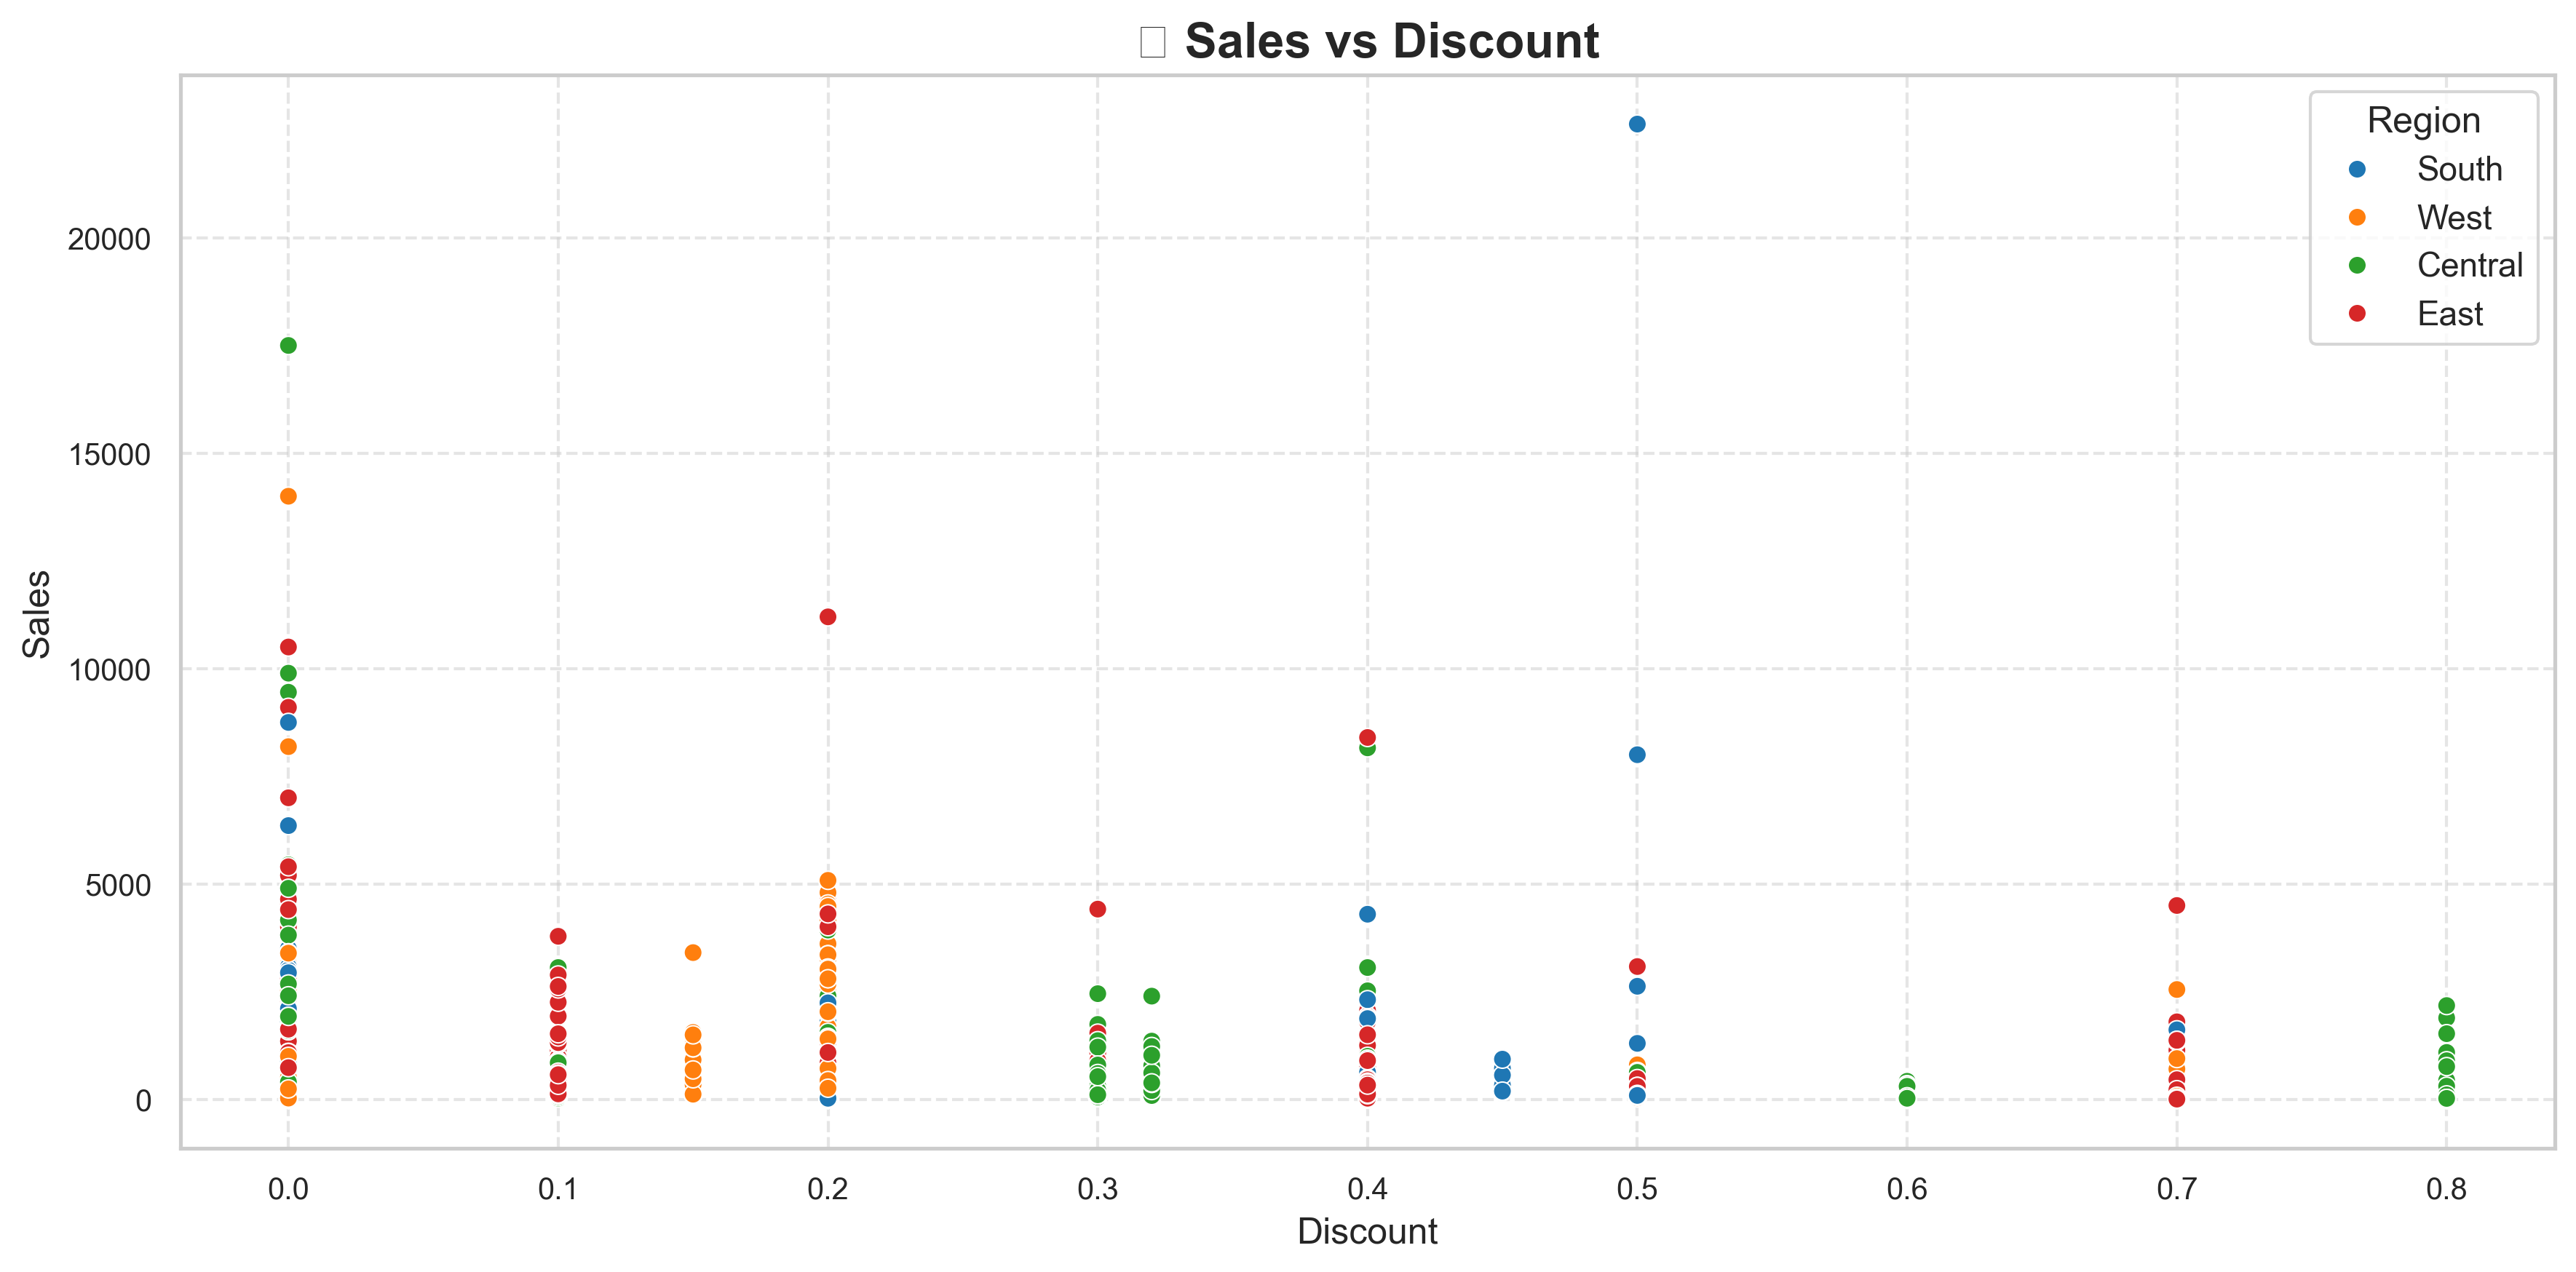 ▯ Sales vs Discount
Region
South
West
Central
East
Sales
20000
15000
10000
5000
0
0.0 0.1 0.2 0.3 0.4 0.5 0.6 0.7 0.8
Discount